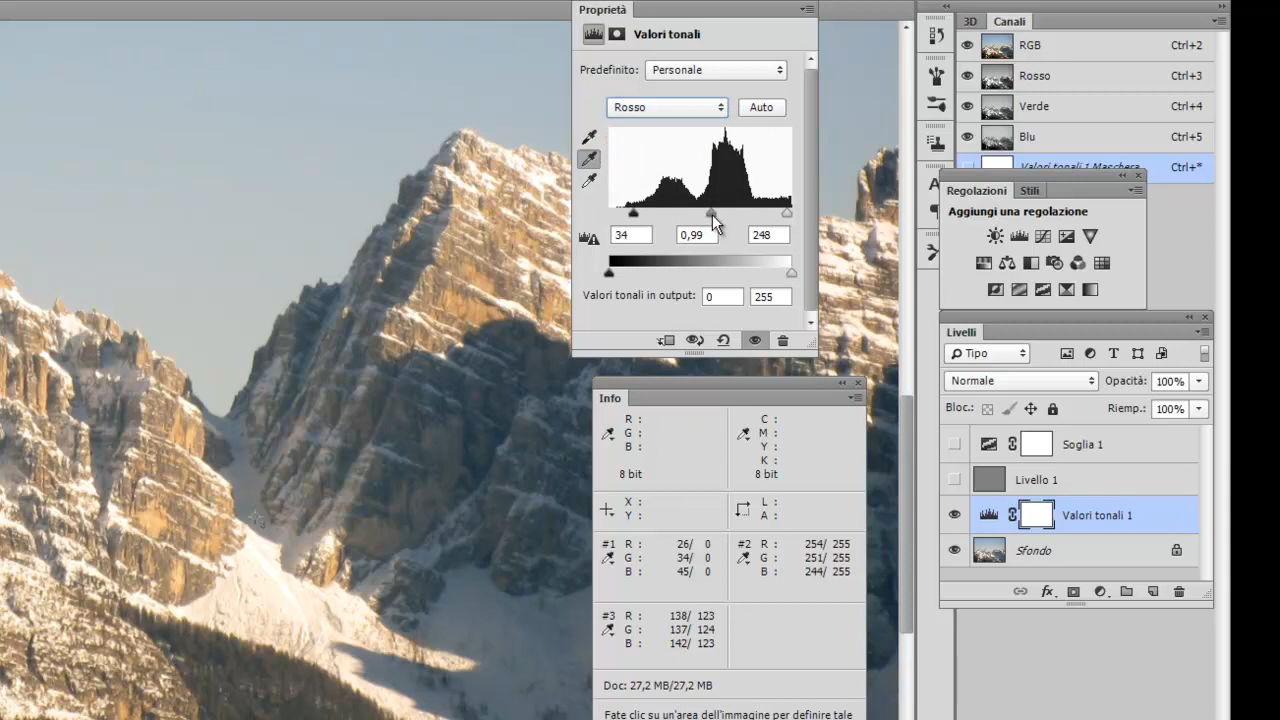 Proprietà
Valori tonali
Predefinito: Personale
Rosso Auto
34 0,99 248
Valori tonali in output: 0 255
Info
R :
G :
B :
8 bit
C :
M :
Y :
K :
8 bit
X :
Y :
L :
A :
#1 R : 26/ 0
G : 34/ 0
B : 45/ 0
#2 R : 254/ 255
G : 251/ 255
B : 244/ 255
#3 R : 138/ 123
G : 137/ 124
B : 142/ 123
Doc: 27,2 MB/27,2 MB
Fate clic su un'area dell'immagine per definire tale
3D Canali
RGB Ctrl+2
Rosso Ctrl+3
Verde Ctrl+4
Blu Ctrl+5
Valori tonali 1 Maschera Ctrl+*
Regolazioni Stili
Aggiungi una regolazione
Livelli
Tipo
Normale Opacità: 100%
Bloc.: Riemp.: 100%
Soglia 1
Livello 1
Valori tonali 1
Sfondo
fx